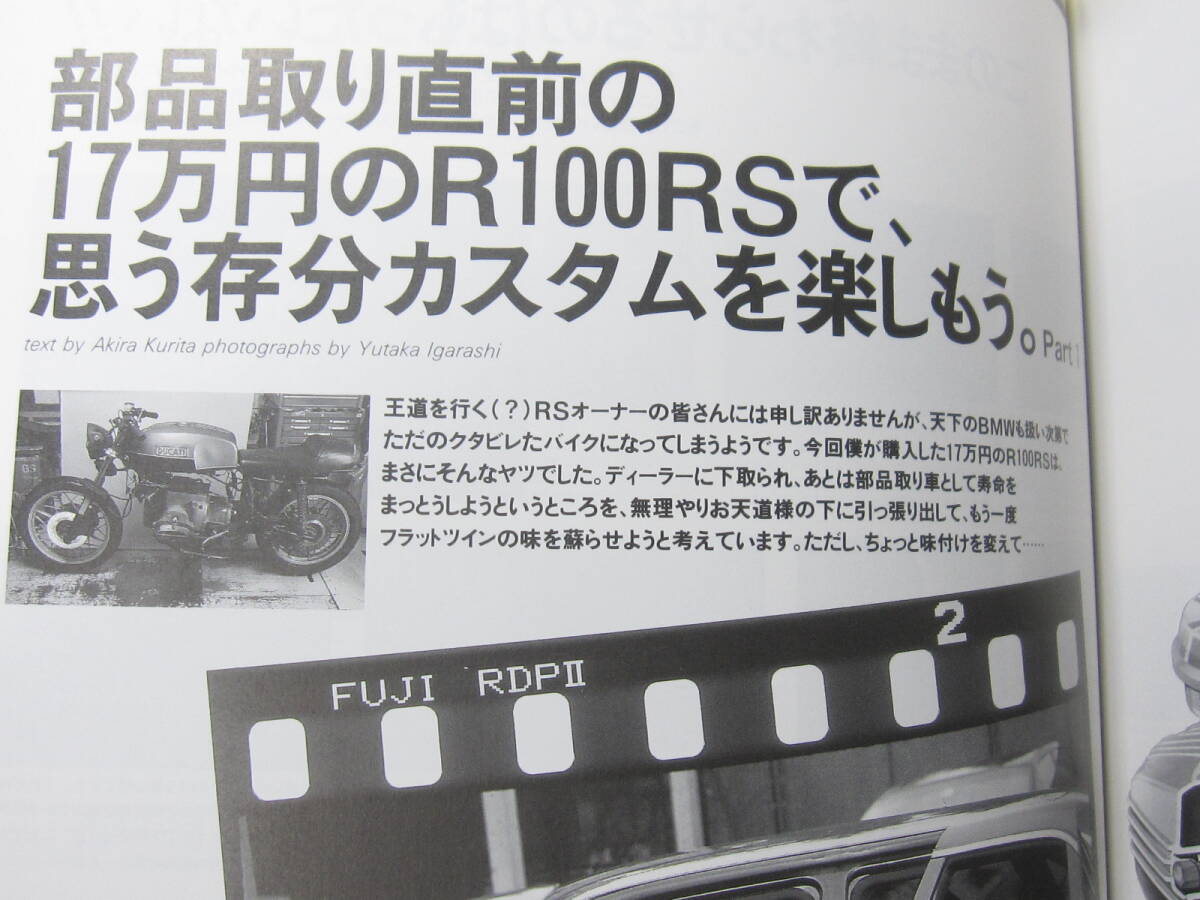 部品取り直前の
17万円のR100RSで、
思う存分カスタムを楽しもう。Part 1
text by Akira Kurita photographs by Yutaka Igarashi
DUCATI
王道を行く(?)RSオーナーの皆さんには申し訳ありませんが、天下のBMWも扱い次第で
ただのクタビレたバイクになってしまうようです。今回僕が購入した17万円のR100RSは、
まさにそんなヤツでした。ディーラーに下取られ、あとは部品取り車として寿命を
まっとうしようというところを、無理やりお天道様の下に引っ張り出して、もう一度
フラットツインの味を蘇らせようと考えています。ただし、ちょっと味付けを変えて……
FUJI RDPII
2